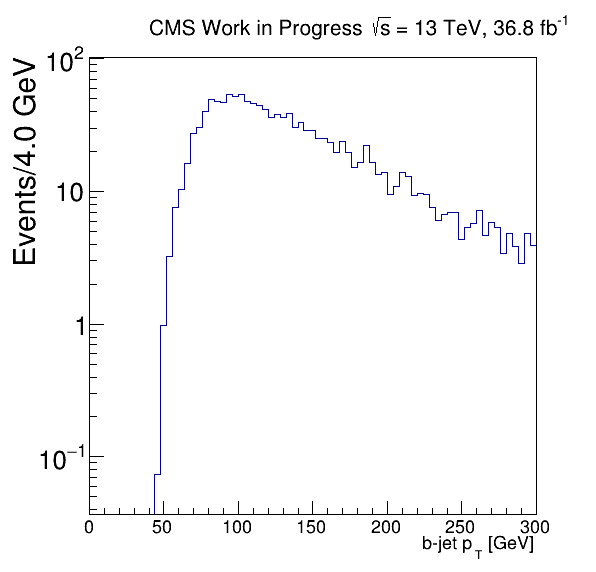 CMS Work in Progress √s = 13 TeV, 36.8 fb⁻¹
Events/4.0 GeV
10²
10
1
10⁻¹
0 50 100 150 200 250 300
b-jet p_T [GeV]